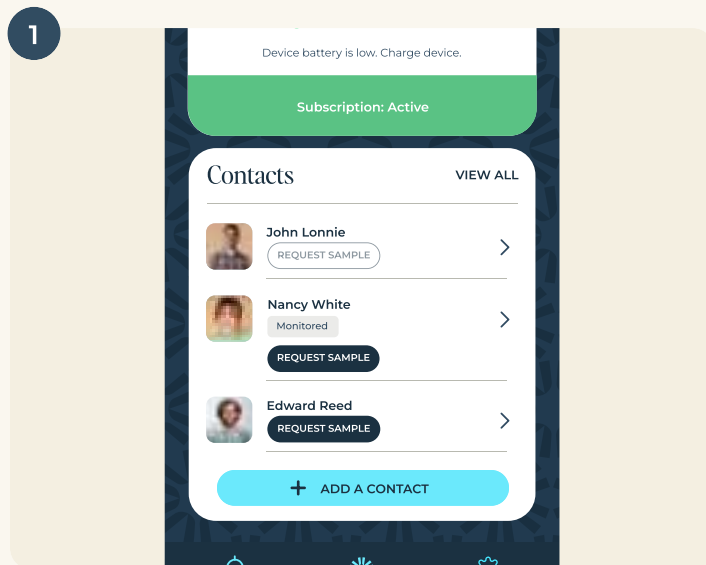 1
Device battery is low. Charge device.
Subscription: Active
Contacts
VIEW ALL
John Lonnie
REQUEST SAMPLE
Nancy White
Monitored
REQUEST SAMPLE
Edward Reed
REQUEST SAMPLE
+ ADD A CONTACT